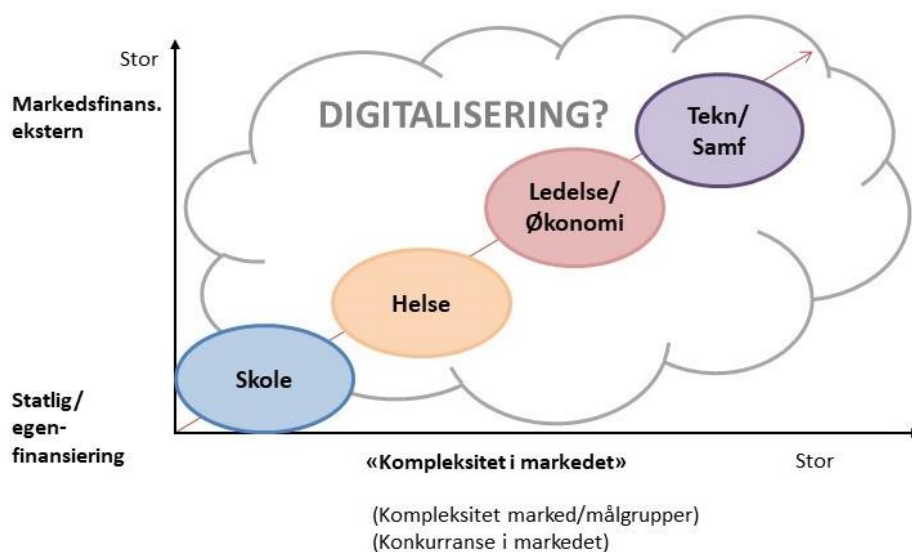 Stor
Markedsfinans.
ekstern
DIGITALISERING?
Tekn/
Samf
Ledelse/
Økonomi
Helse
Skole
Statlig/
egen-
finansiering
«Kompleksitet i markedet»
Stor
(Kompleksitet marked/målgrupper)
(Konkurranse i markedet)